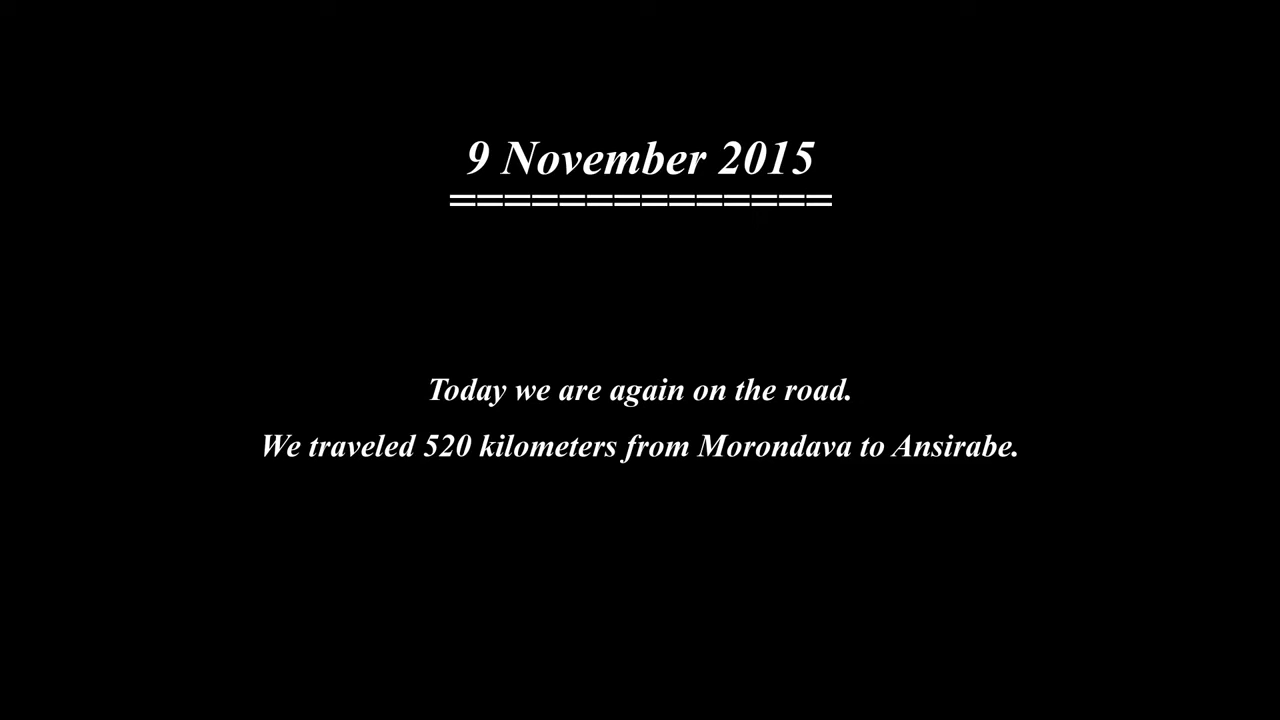 9 November 2015
==============
Today we are again on the road.
We traveled 520 kilometers from Morondava to Ansirabe.